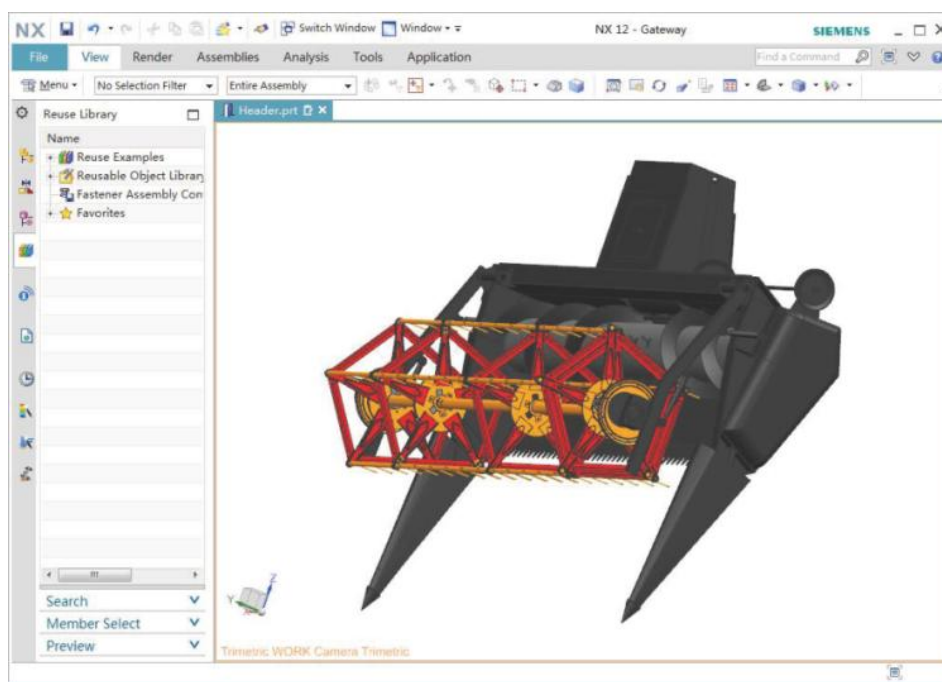 NX Switch Window Window NX 12 - Gateway SIEMENS
File View Render Assemblies Analysis Tools Application Find a Command
Menu No Selection Filter Entire Assembly
Reuse Library Header.prt
Name
Reuse Examples
Reusable Object Library
Fastener Assembly Con
Favorites
Search
Member Select
Preview
Z
Y
X
Trimetric WORK Camera Trimetric